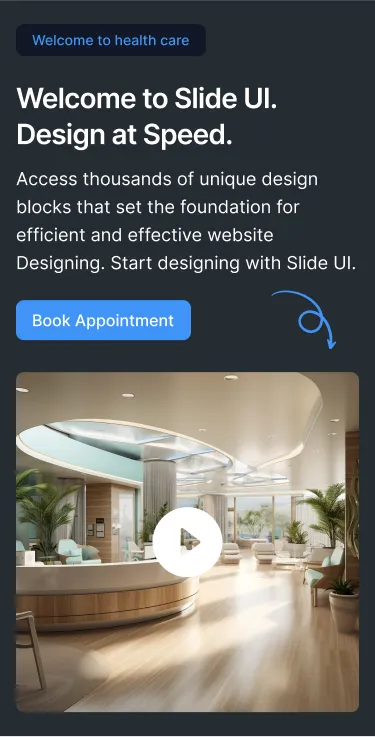 Welcome to health care
Welcome to Slide UI.
Design at Speed.
Access thousands of unique design
blocks that set the foundation for
efficient and effective website
Designing. Start designing with Slide UI.
Book Appointment